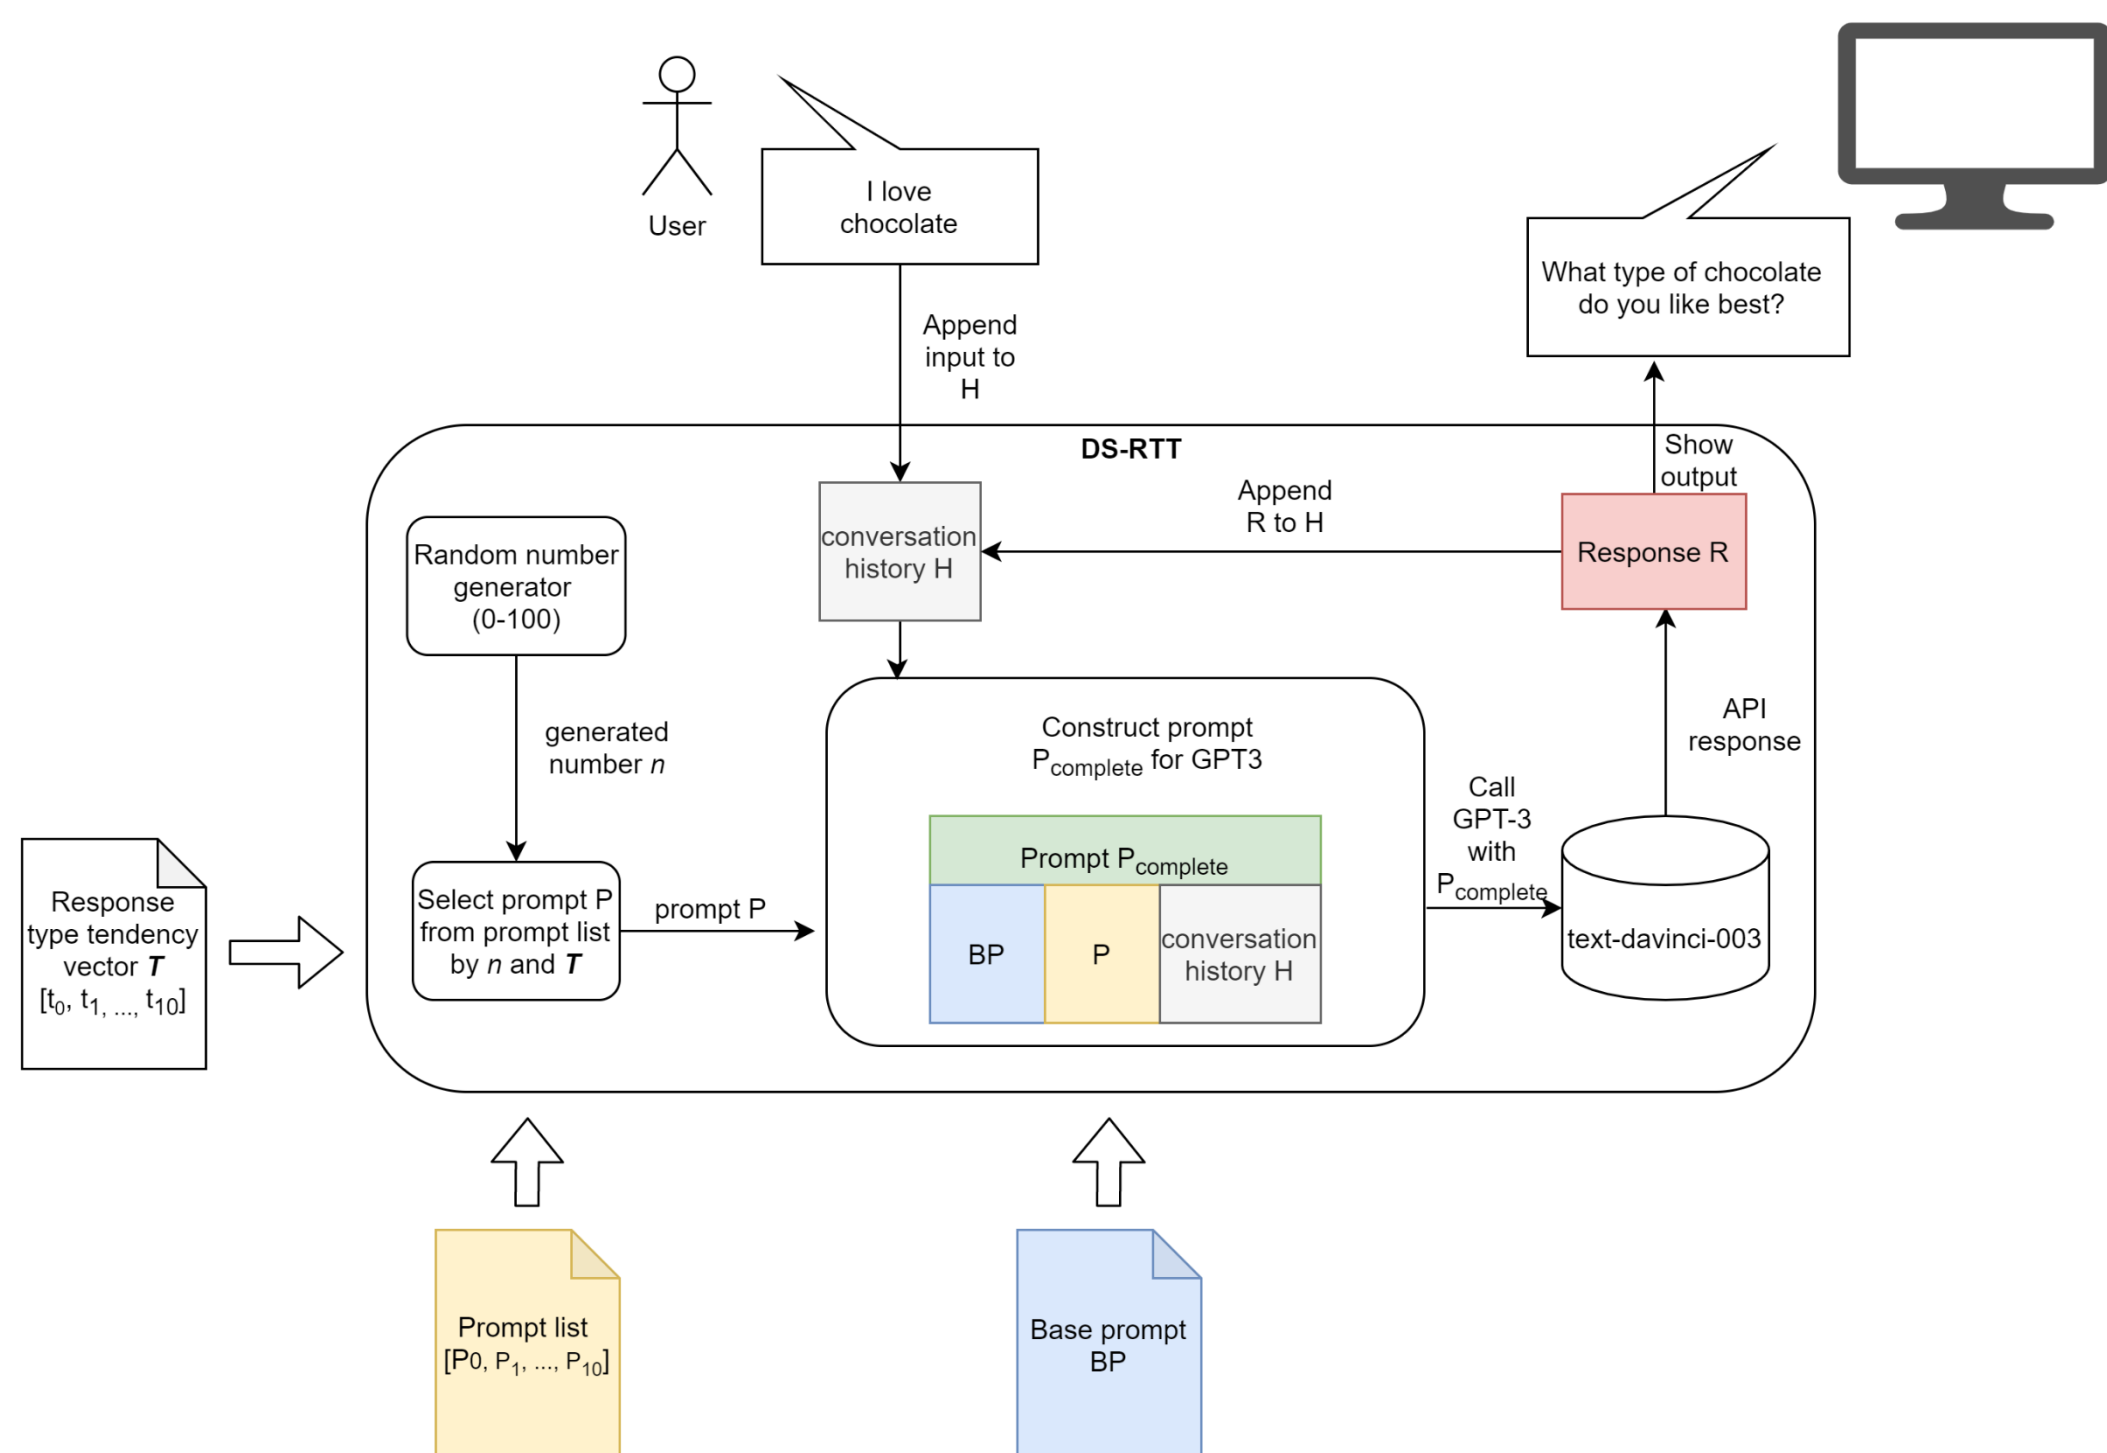 User
I love
chocolate
What type of chocolate
do you like best?
Append
input to
H
DS-RTT
Show
output
Append
R to H
Random number
generator
(0-100)
conversation
history H
Response R
generated
number n
Construct prompt
P_complete for GPT3
API
response
Call
GPT-3
with
P_complete
Prompt P_complete
BP
P
conversation
history H
text-davinci-003
Response
type tendency
vector T
[t0, t1, ..., t10]
Select prompt P
from prompt list
by n and T
prompt P
Prompt list
[P0, P1, ..., P10]
Base prompt
BP